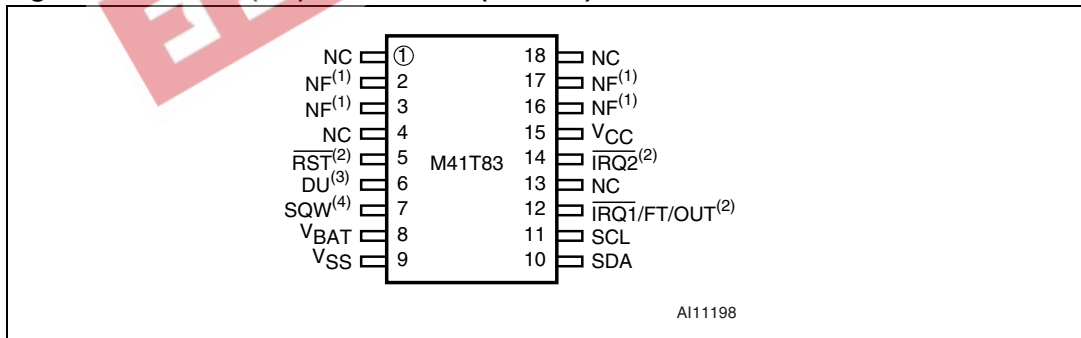 NC 1 18 NC
NF(1) 2 17 NF(1)
NF(1) 3 16 NF(1)
NC 4 15 VCC
RST(2) 5 M41T83 14 IRQ2(2)
DU(3) 6 13 NC
SQW(4) 7 12 IRQ1/FT/OUT(2)
VBAT 8 11 SCL
VSS 9 10 SDA
AI11198